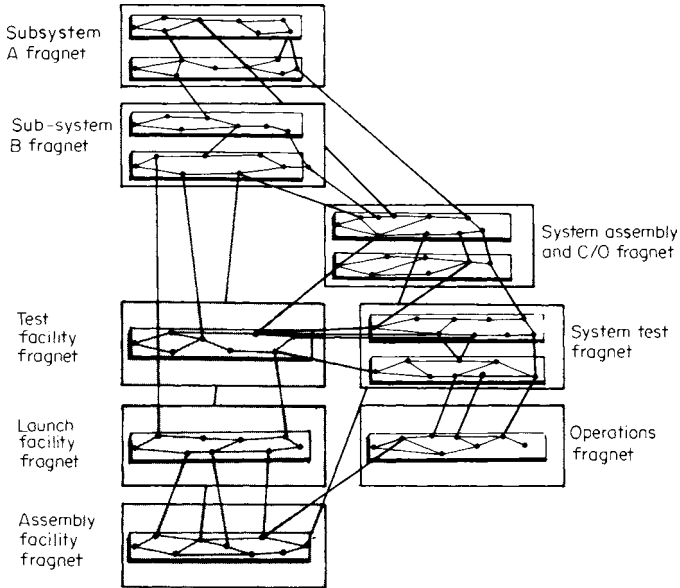 Subsystem
A fragnet
Sub-system
B fragnet
System assembly
and C/O fragnet
Test
facility
fragnet
System test
fragnet
Launch
facility
fragnet
Operations
fragnet
Assembly
facility
fragnet